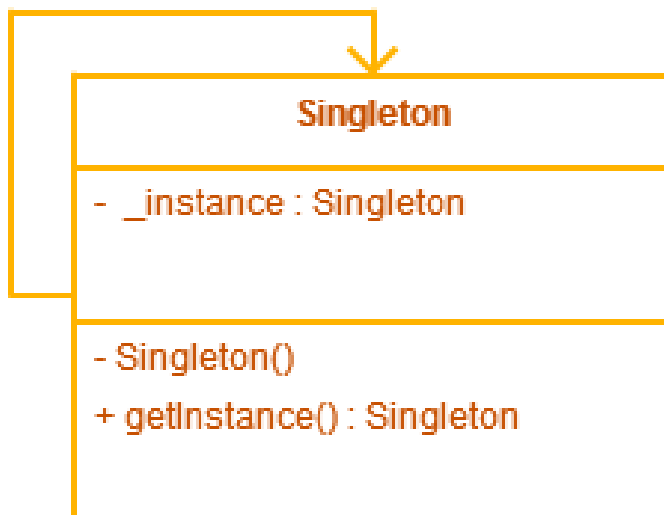 Singleton
- _instance : Singleton
- Singleton()
+ getInstance() : Singleton